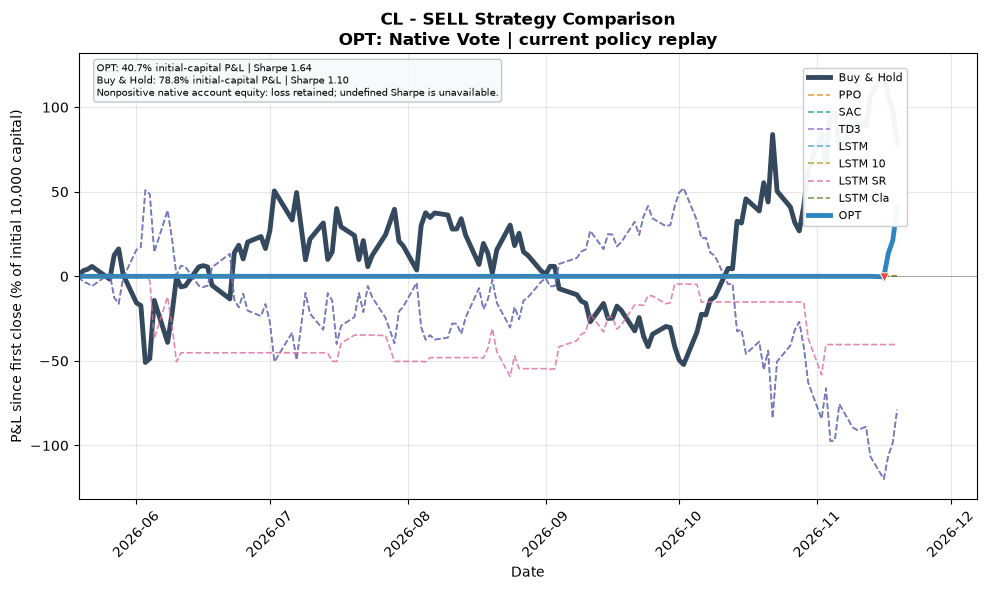 CL - SELL Strategy Comparison
OPT: Native Vote | current policy replay
OPT: 40.7% initial-capital P&L | Sharpe 1.64
Buy & Hold: 78.8% initial-capital P&L | Sharpe 1.10
Nonpositive native account equity: loss retained; undefined Sharpe is unavailable.
Buy & Hold
PPO
SAC
TD3
LSTM
LSTM 10
LSTM SR
LSTM Cla
OPT
P&L since first close (% of initial 10,000 capital)
100
50
0
−50
−100
2026-06
2026-07
2026-08
2026-09
2026-10
2026-11
2026-12
Date